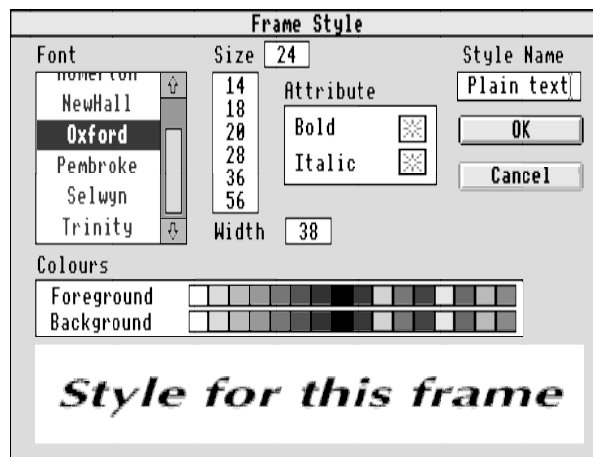 Frame Style
Font
Homerton
NewHall
Oxford
Pembroke
Selwyn
Trinity
Size 24
14
18
20
28
36
56
Width 38
Attribute
Bold
Italic
Style Name
Plain text
OK
Cancel
Colours
Foreground
Background
Style for this frame